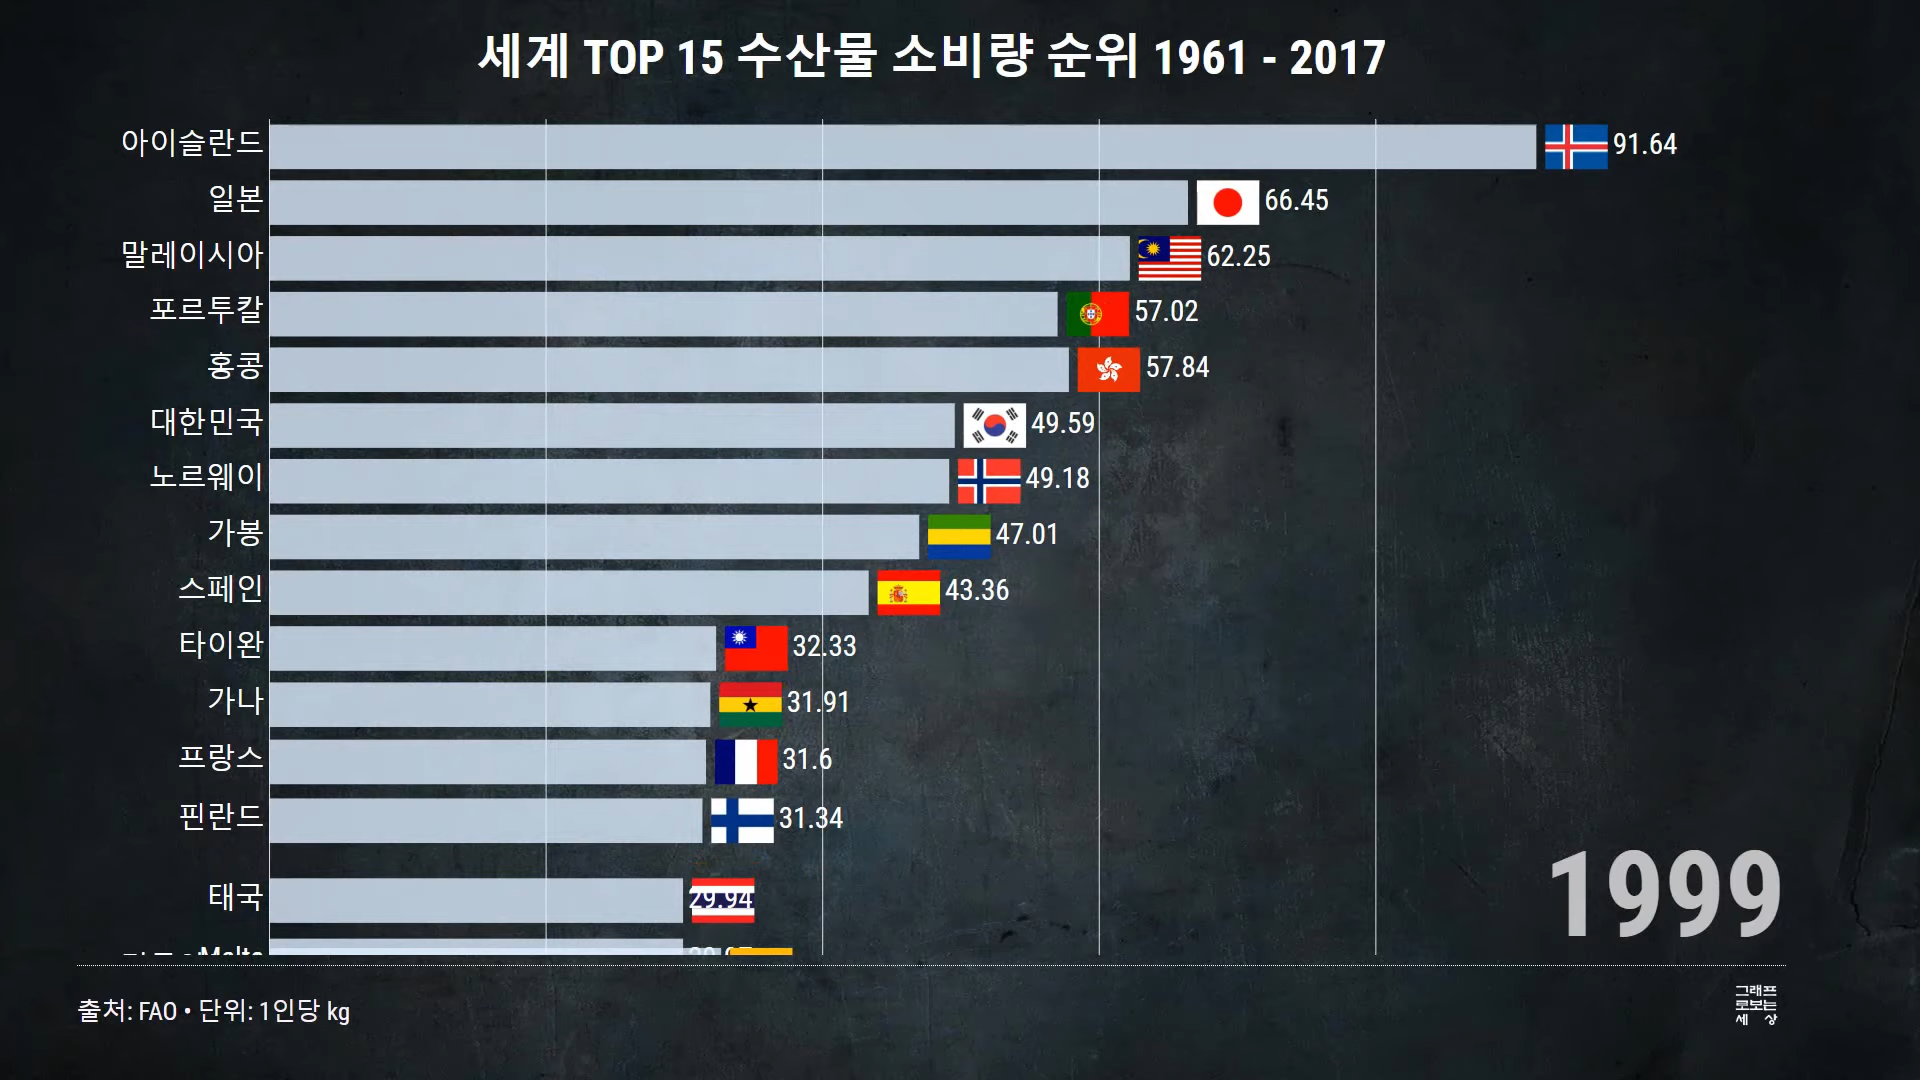 세계 TOP 15 수산물 소비량 순위 1961 - 2017
아이슬란드 91.64
일본 66.45
말레이시아 62.25
포르투칼 57.02
홍콩 57.84
대한민국 49.59
노르웨이 49.18
가봉 47.01
스페인 43.36
타이완 32.33
가나 31.91
프랑스 31.6
핀란드 31.34
태국 29.94
Malta
1999
출처: FAO • 단위: 1인당 kg
그래프
로보는
세상